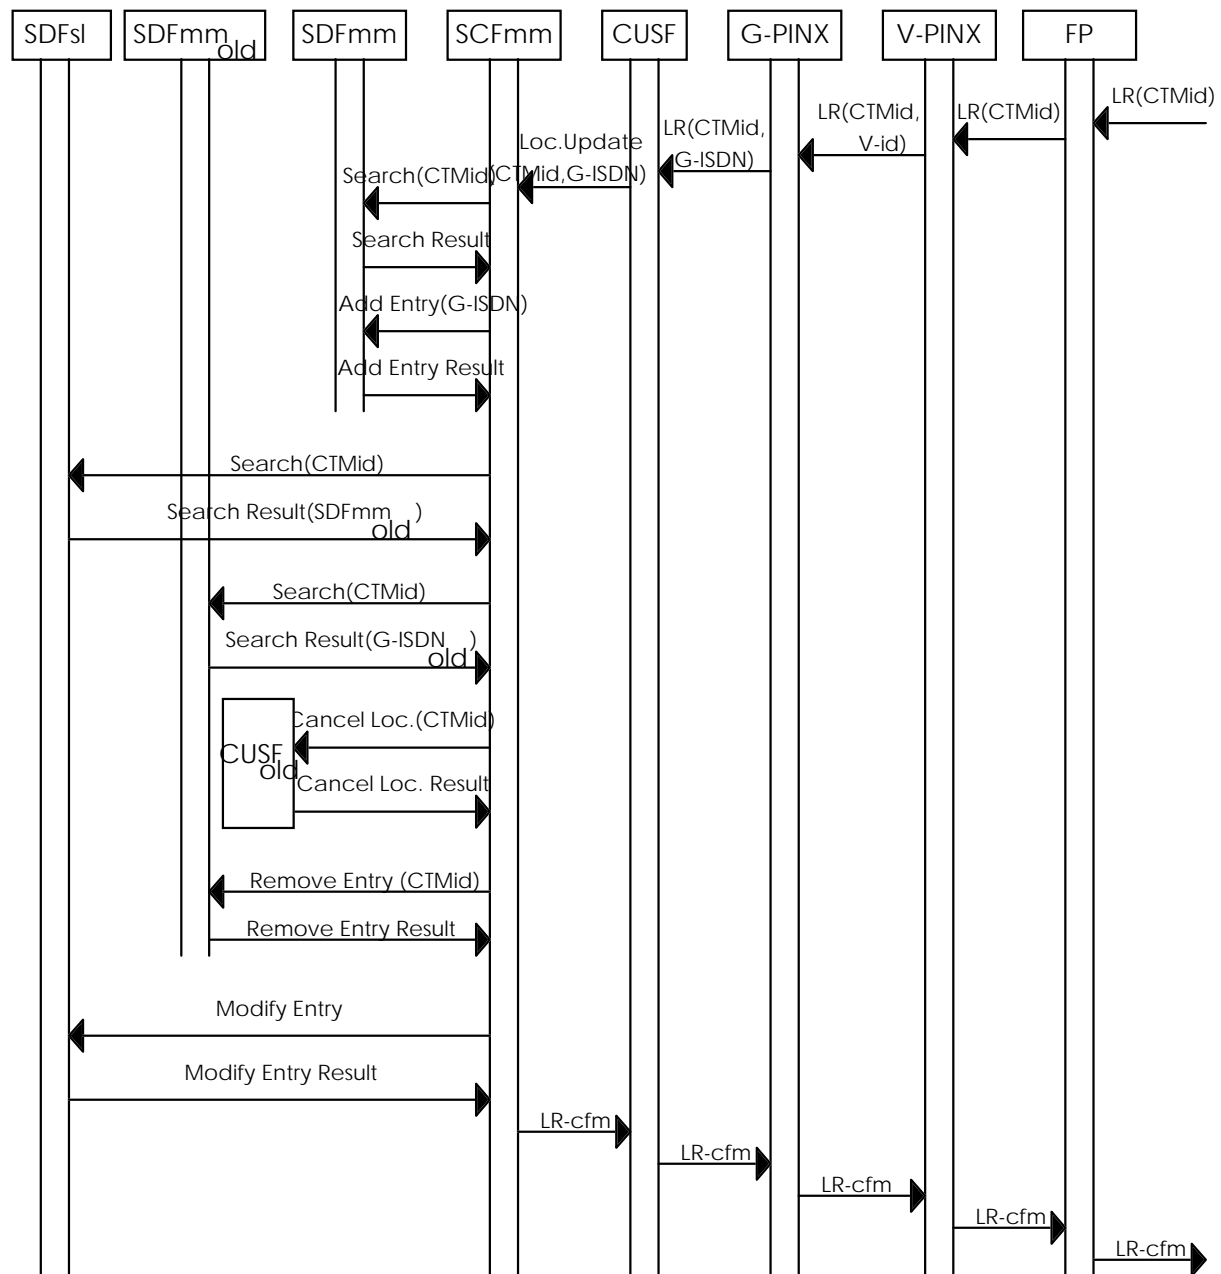 SDFsl SDFmm old SDFmm SCFmm CUSF G-PINX V-PINX FP
LR(CTMid)
LR(CTMid)
LR(CTMid,
V-id)
LR(CTMid,
G-ISDN)
Loc.Update
(CTMid,G-ISDN)
Search(CTMid)
Search Result
Add Entry(G-ISDN)
Add Entry Result
Search(CTMid)
Search Result(SDFmm old)
Search(CTMid)
Search Result(G-ISDN old)
Cancel Loc.(CTMid)
CUSF old
Cancel Loc. Result
Remove Entry (CTMid)
Remove Entry Result
Modify Entry
Modify Entry Result
LR-cfm
LR-cfm
LR-cfm
LR-cfm
LR-cfm